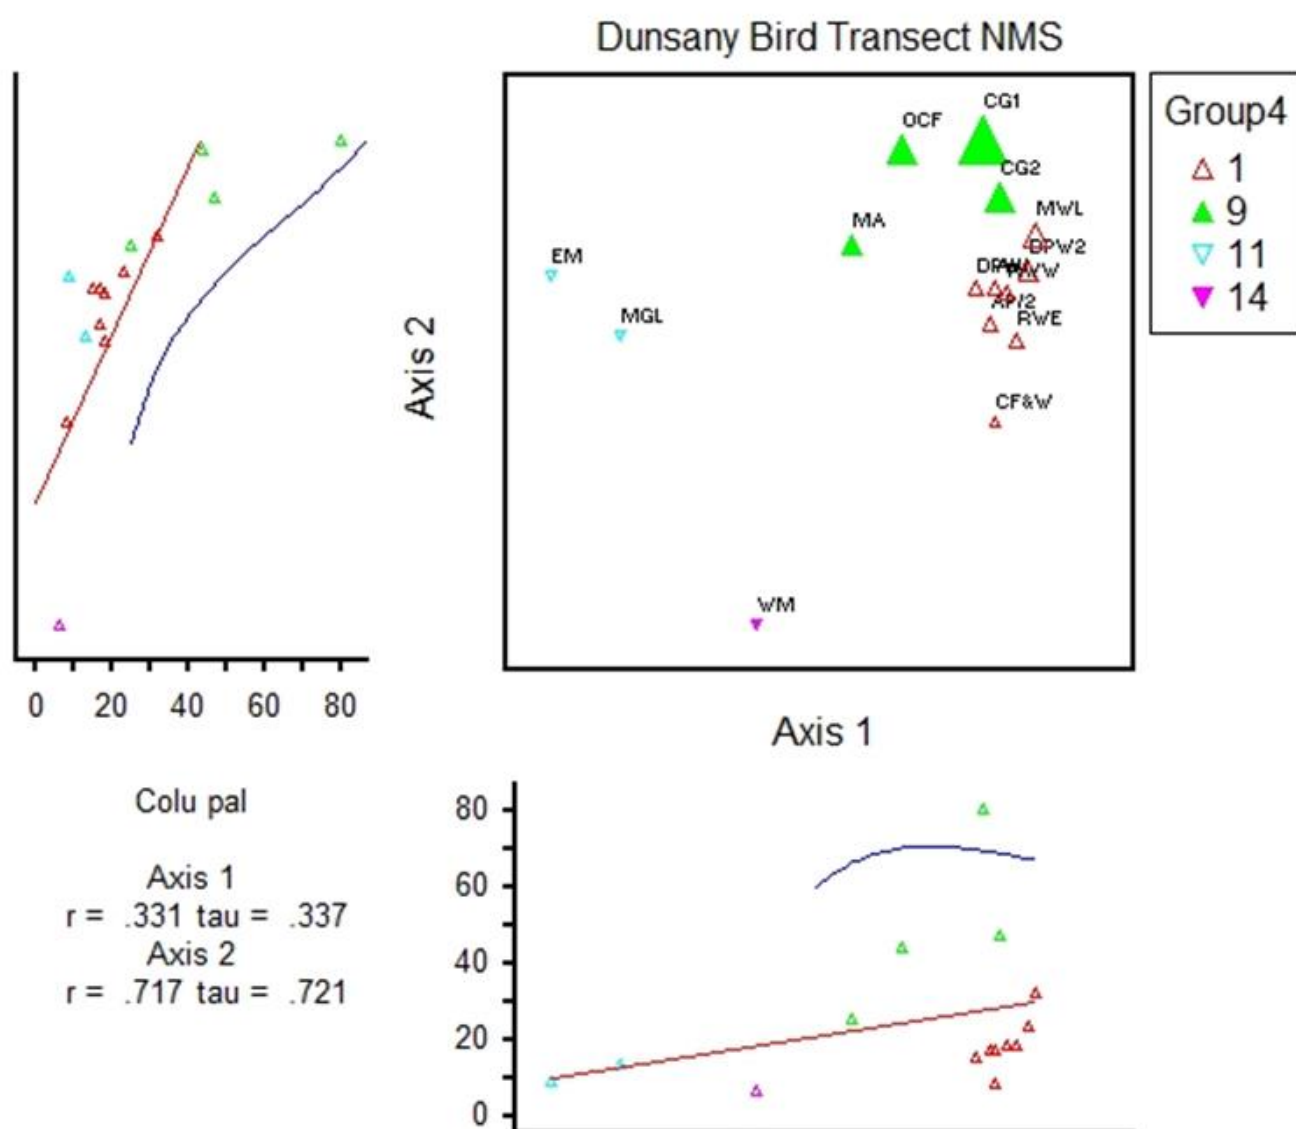 Dunsany Bird Transect NMS
Group4
1
9
11
14
CG1
OCF
CG2
MA
MWL
DPW2
EM
MGL
RWE
CF&W
WM
Axis 2
Axis 1
0 20 40 60 80
Colu pal
Axis 1
r = .331 tau = .337
Axis 2
r = .717 tau = .721
80
60
40
20
0